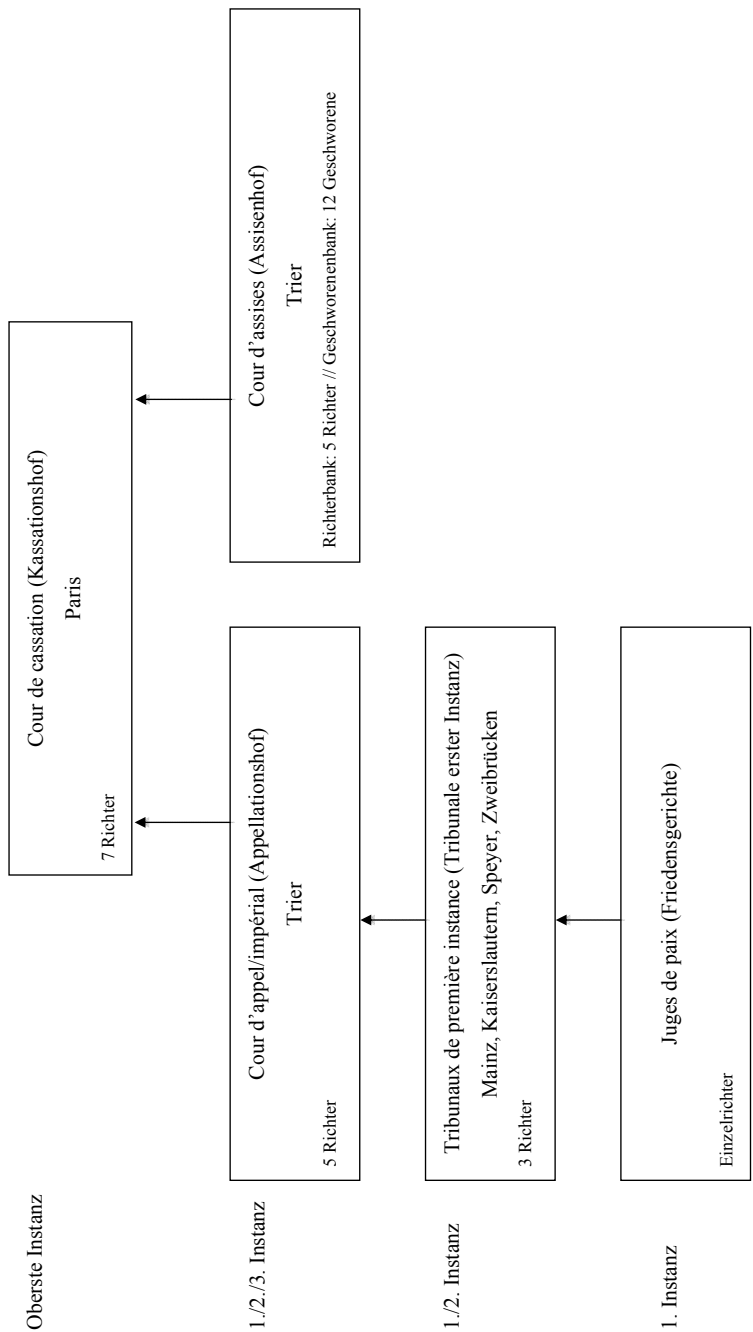 Oberste Instanz
Cour de cassation (Kassationshof)
Paris
7 Richter
1./2./3. Instanz
Cour d’appel/impérial (Appellationshof)
Trier
5 Richter
Cour d’assises (Assisenhof)
Trier
Richterbank: 5 Richter // Geschworenenbank: 12 Geschworene
1./2. Instanz
Tribunaux de première instance (Tribunale erster Instanz)
Mainz, Kaiserslautern, Speyer, Zweibrücken
3 Richter
1. Instanz
Juges de paix (Friedensgerichte)
Einzelrichter